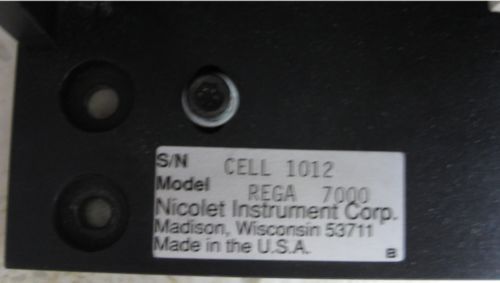 S/N CELL 1012
Model REGA 7000
Nicolet Instrument Corp.
Madison, Wisconsin 53711
Made in the U.S.A. B